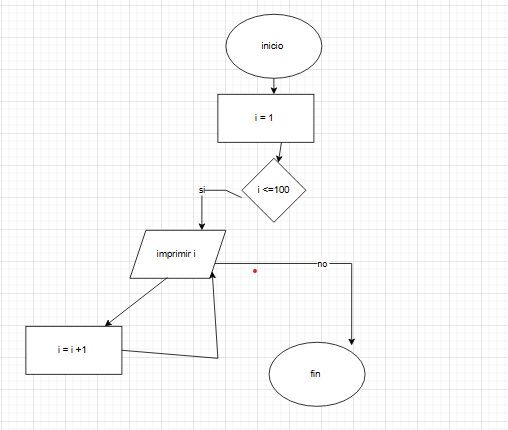 inicio
i = 1
i <=100
si
imprimir i
no
i = i +1
fin